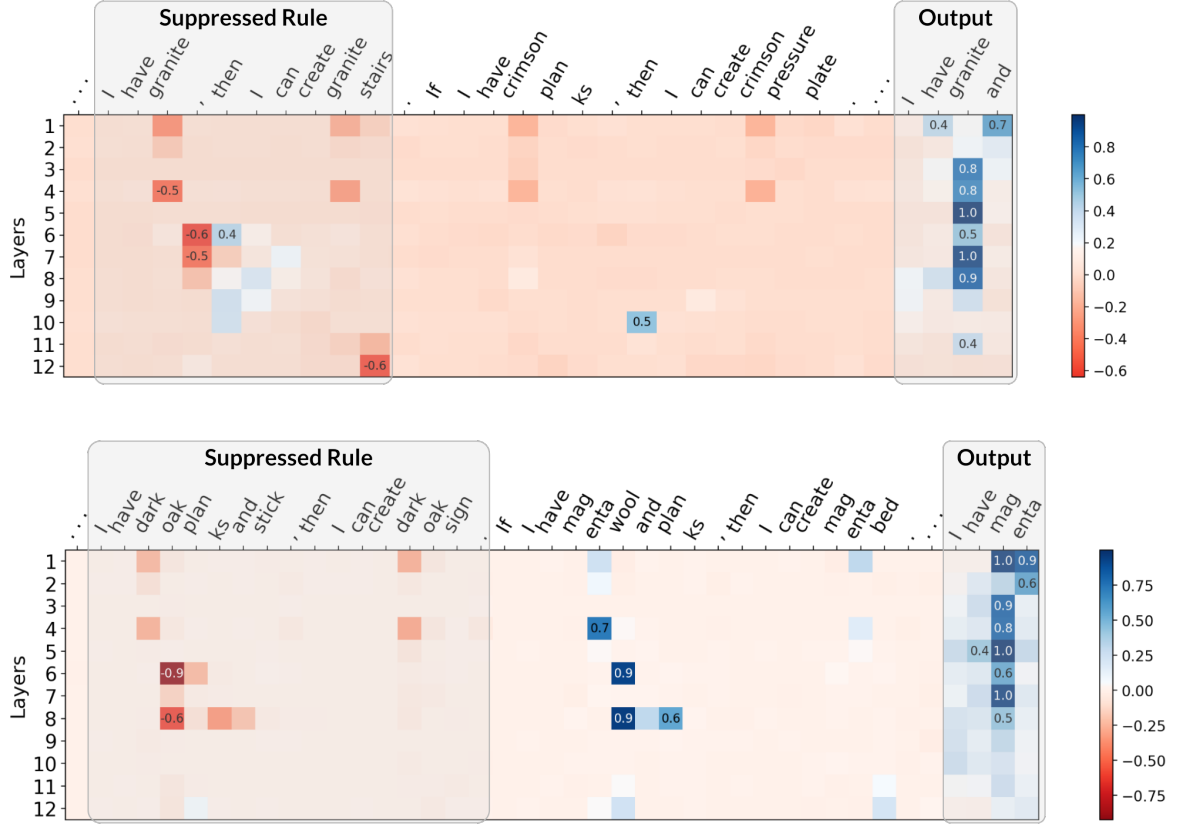 Suppressed Rule
Output
. . . I have granite , then I can create granite stairs . If I have crimson plan ks , then I can create crimson pressure plate . . . . I have granite and
1 0.4 0.7
2
3 0.8
4 -0.5 0.8
5 1.0
6 -0.6 0.4 0.5
7 -0.5 1.0
8 0.9
9
10 0.5
11 0.4
12 -0.6
Layers
0.8
0.6
0.4
0.2
0.0
−0.2
−0.4
−0.6
Suppressed Rule
Output
. . . I have dark oak plan ks and stick , then I can create dark oak sign . If I have mag enta wool and plan ks , then I can create mag enta bed . . . . I have mag enta
1 1.0 0.9
2 0.6
3 0.9
4 0.7 0.8
5 0.4 1.0
6 -0.9 0.9 0.6
7 1.0
8 -0.6 0.9 0.6 0.5
9
10
11
12
Layers
0.75
0.50
0.25
0.00
−0.25
−0.50
−0.75